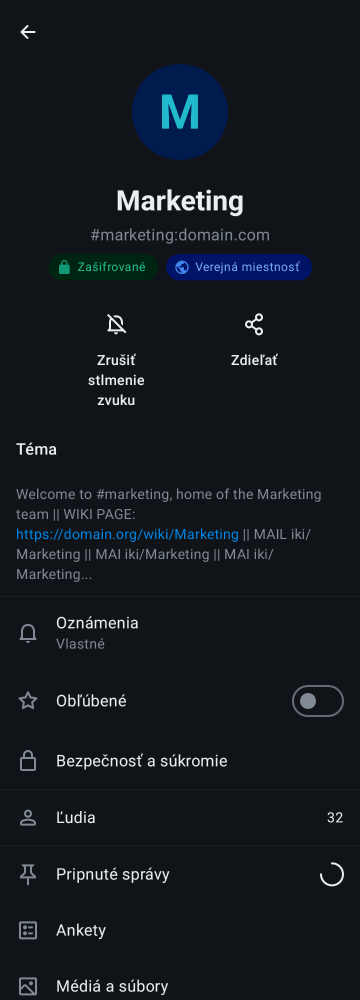 M
Marketing
#marketing:domain.com
Zašifrované
Verejná miestnosť
Zrušiť
stlmenie
zvuku
Zdieľať
Téma
Welcome to #marketing, home of the Marketing
team || WIKI PAGE:
https://domain.org/wiki/Marketing || MAIL iki/
Marketing || MAI iki/Marketing || MAI iki/
Marketing...
Oznámenia
Vlastné
Obľúbené
Bezpečnosť a súkromie
Ľudia
32
Pripnuté správy
Ankety
Médiá a súbory